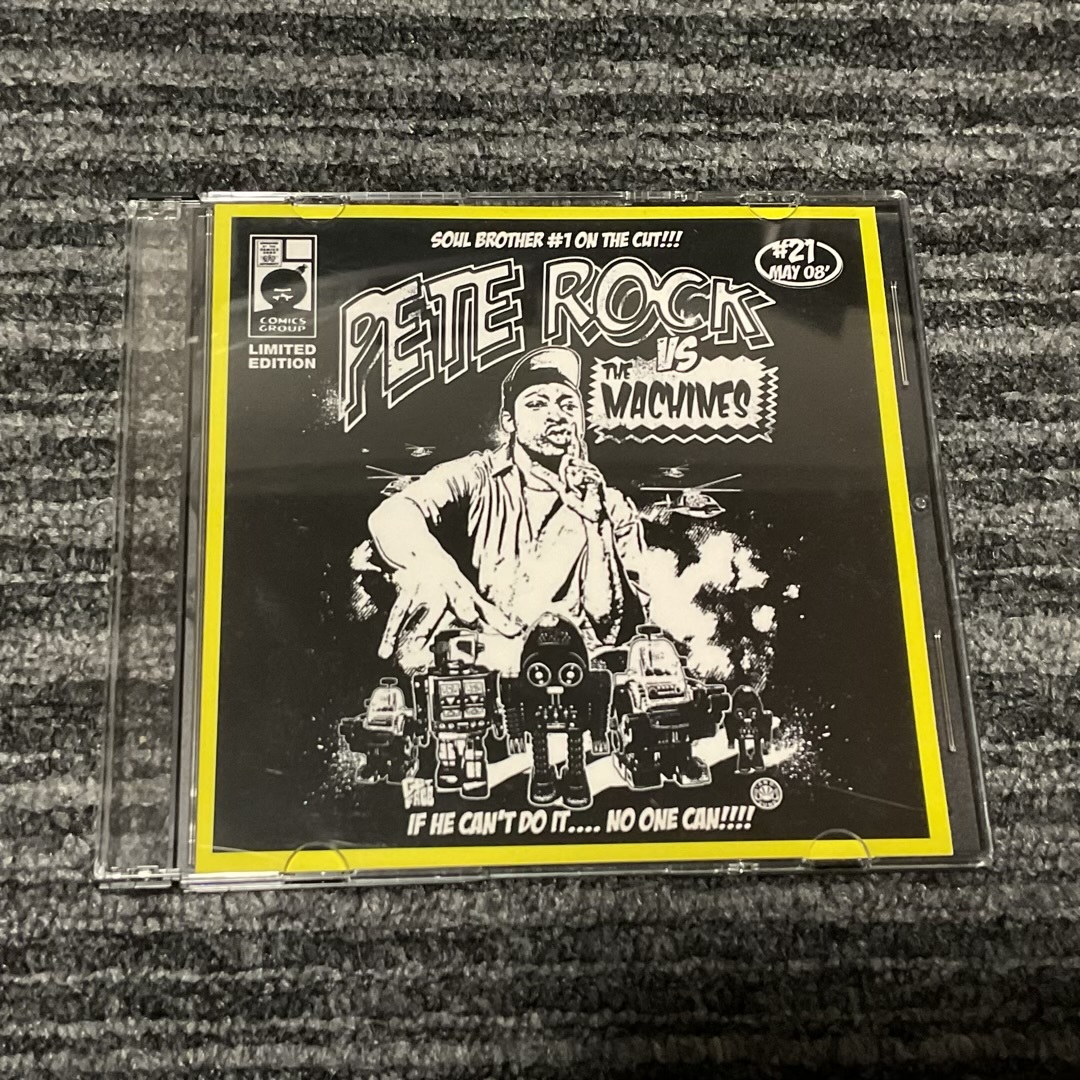 SOUL BROTHER #1 ON THE CUT!!!
#21
MAY 08'
COMICS
GROUP
LIMITED
EDITION
PETE ROCK
VS
THE
MACHINES
IF HE CAN'T DO IT.... NO ONE CAN!!!!